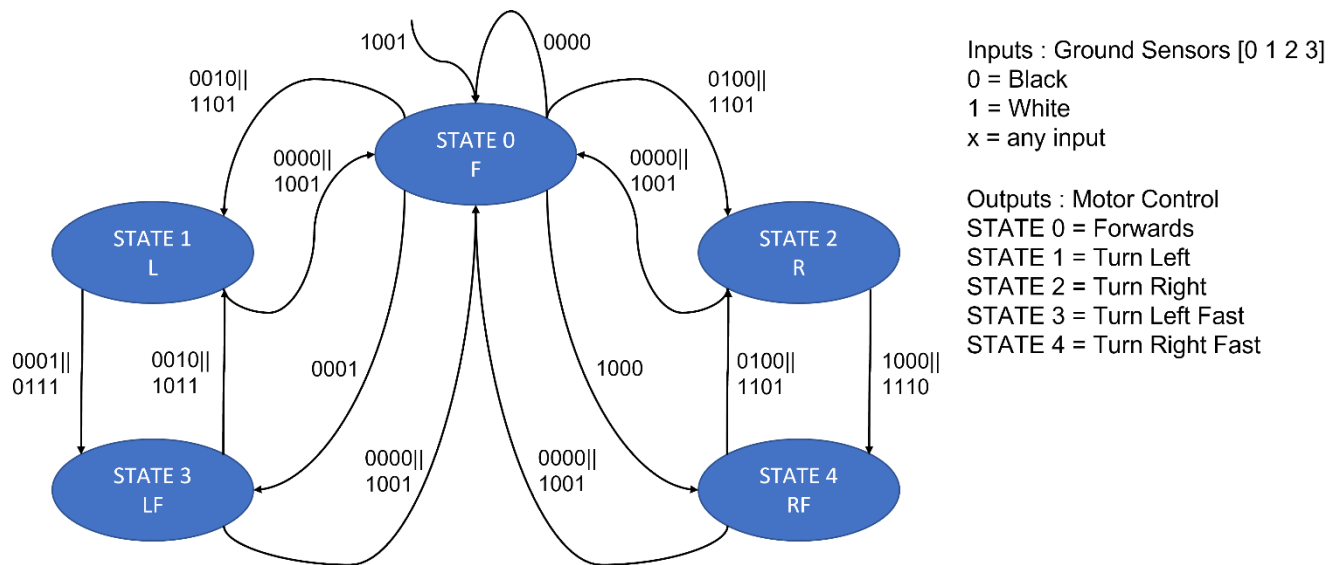 1001
0000
0010||
1101
0100||
1101
STATE 0
F
0000||
1001
0000||
1001
STATE 1
L
STATE 2
R
0001||
0111
0010||
1011
0001
1000
0100||
1101
1000||
1110
STATE 3
LF
0000||
1001
0000||
1001
STATE 4
RF
Inputs : Ground Sensors [0 1 2 3]
0 = Black
1 = White
x = any input
Outputs : Motor Control
STATE 0 = Forwards
STATE 1 = Turn Left
STATE 2 = Turn Right
STATE 3 = Turn Left Fast
STATE 4 = Turn Right Fast